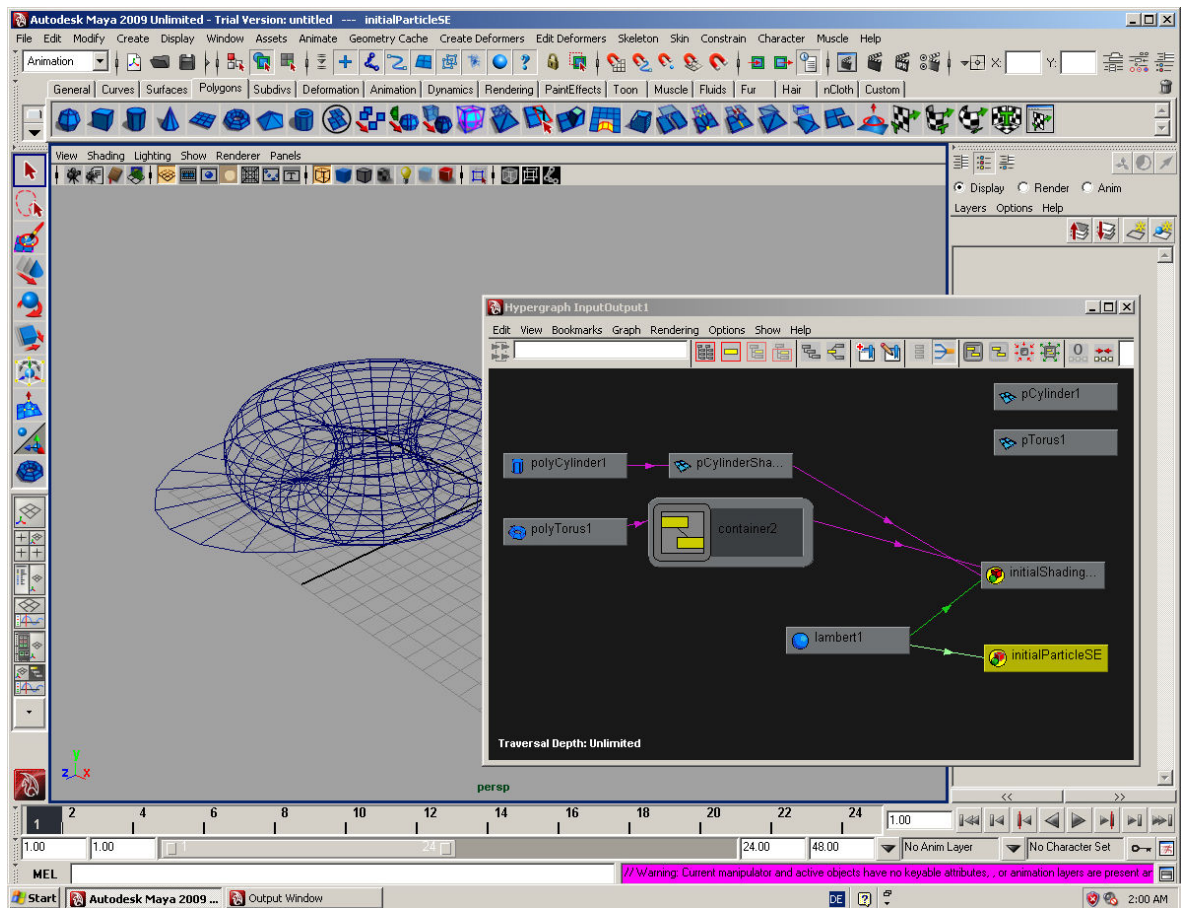 Autodesk Maya 2009 Unlimited - Trial Version: untitled --- initialParticleSE
File Edit Modify Create Display Window Assets Animate Geometry Cache Create Deformers Edit Deformers Skeleton Skin Constrain Character Muscle Help
Animation X: Y:
General Curves Surfaces Polygons Subdivs Deformation Animation Dynamics Rendering PaintEffects Toon Muscle Fluids Fur Hair nCloth Custom
View Shading Lighting Show Renderer Panels
Display Render Anim
Layers Options Help
Hypergraph InputOutput1
Edit View Bookmarks Graph Rendering Options Show Help
pCylinder1
pTorus1
polyCylinder1
pCylinderSha...
polyTorus1
container2
initialShading...
lambert1
initialParticleSE
Traversal Depth: Unlimited
y
z x
persp
<< >>
1 2 4 6 8 10 12 14 16 18 20 22 24 1.00
1.00 1.00 1 24 24.00 48.00 No Anim Layer No Character Set
MEL // Warning: Current manipulator and active objects have no keyable attributes, , or animation layers are present ar
Start Autodesk Maya 2009 ... Output Window DE 2:00 AM